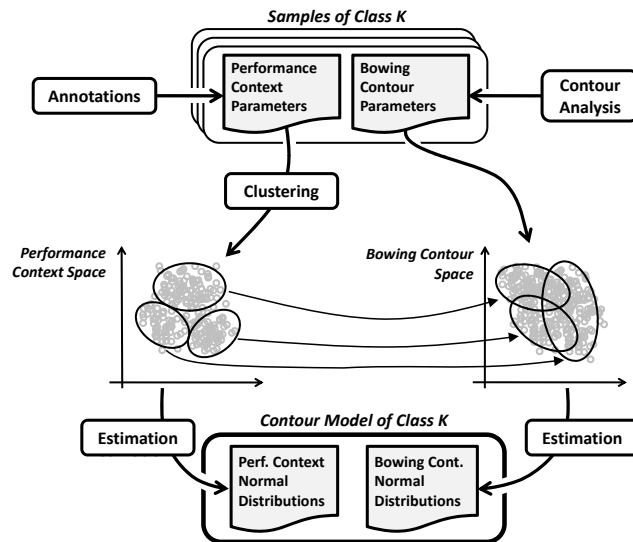 Samples of Class K
Annotations
Performance
Context
Parameters
Bowing
Contour
Parameters
Contour
Analysis
Clustering
Performance
Context Space
Bowing Contour
Space
Estimation
Contour Model of Class K
Estimation
Perf. Context
Normal
Distributions
Bowing Cont.
Normal
Distributions